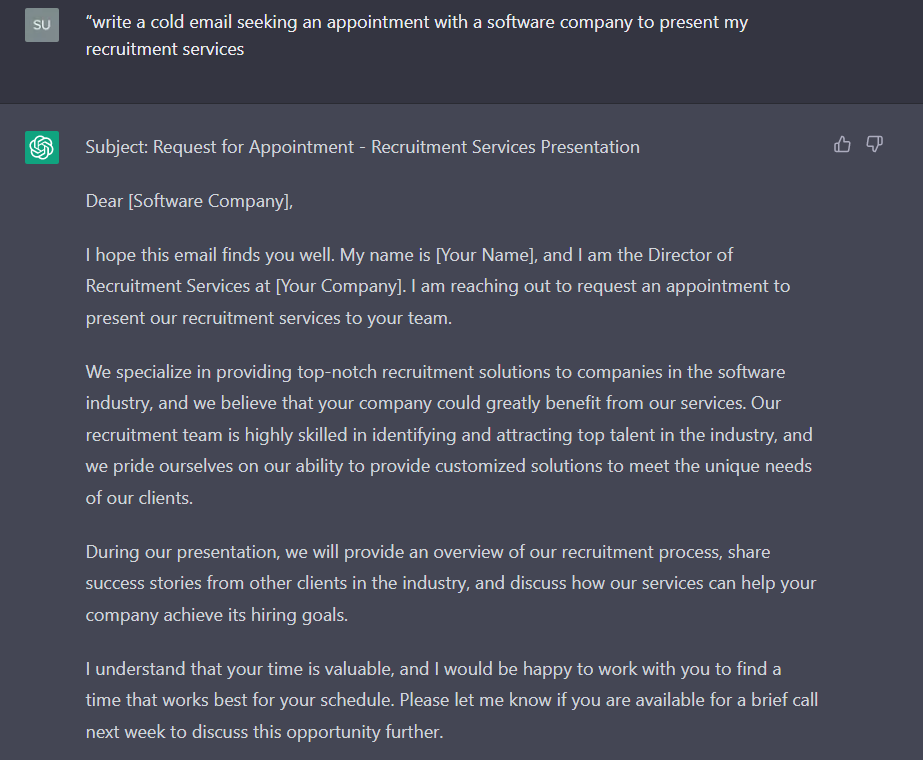 SU
“write a cold email seeking an appointment with a software company to present my
recruitment services
Subject: Request for Appointment - Recruitment Services Presentation
Dear [Software Company],
I hope this email finds you well. My name is [Your Name], and I am the Director of
Recruitment Services at [Your Company]. I am reaching out to request an appointment to
present our recruitment services to your team.
We specialize in providing top-notch recruitment solutions to companies in the software
industry, and we believe that your company could greatly benefit from our services. Our
recruitment team is highly skilled in identifying and attracting top talent in the industry, and
we pride ourselves on our ability to provide customized solutions to meet the unique needs
of our clients.
During our presentation, we will provide an overview of our recruitment process, share
success stories from other clients in the industry, and discuss how our services can help your
company achieve its hiring goals.
I understand that your time is valuable, and I would be happy to work with you to find a
time that works best for your schedule. Please let me know if you are available for a brief call
next week to discuss this opportunity further.